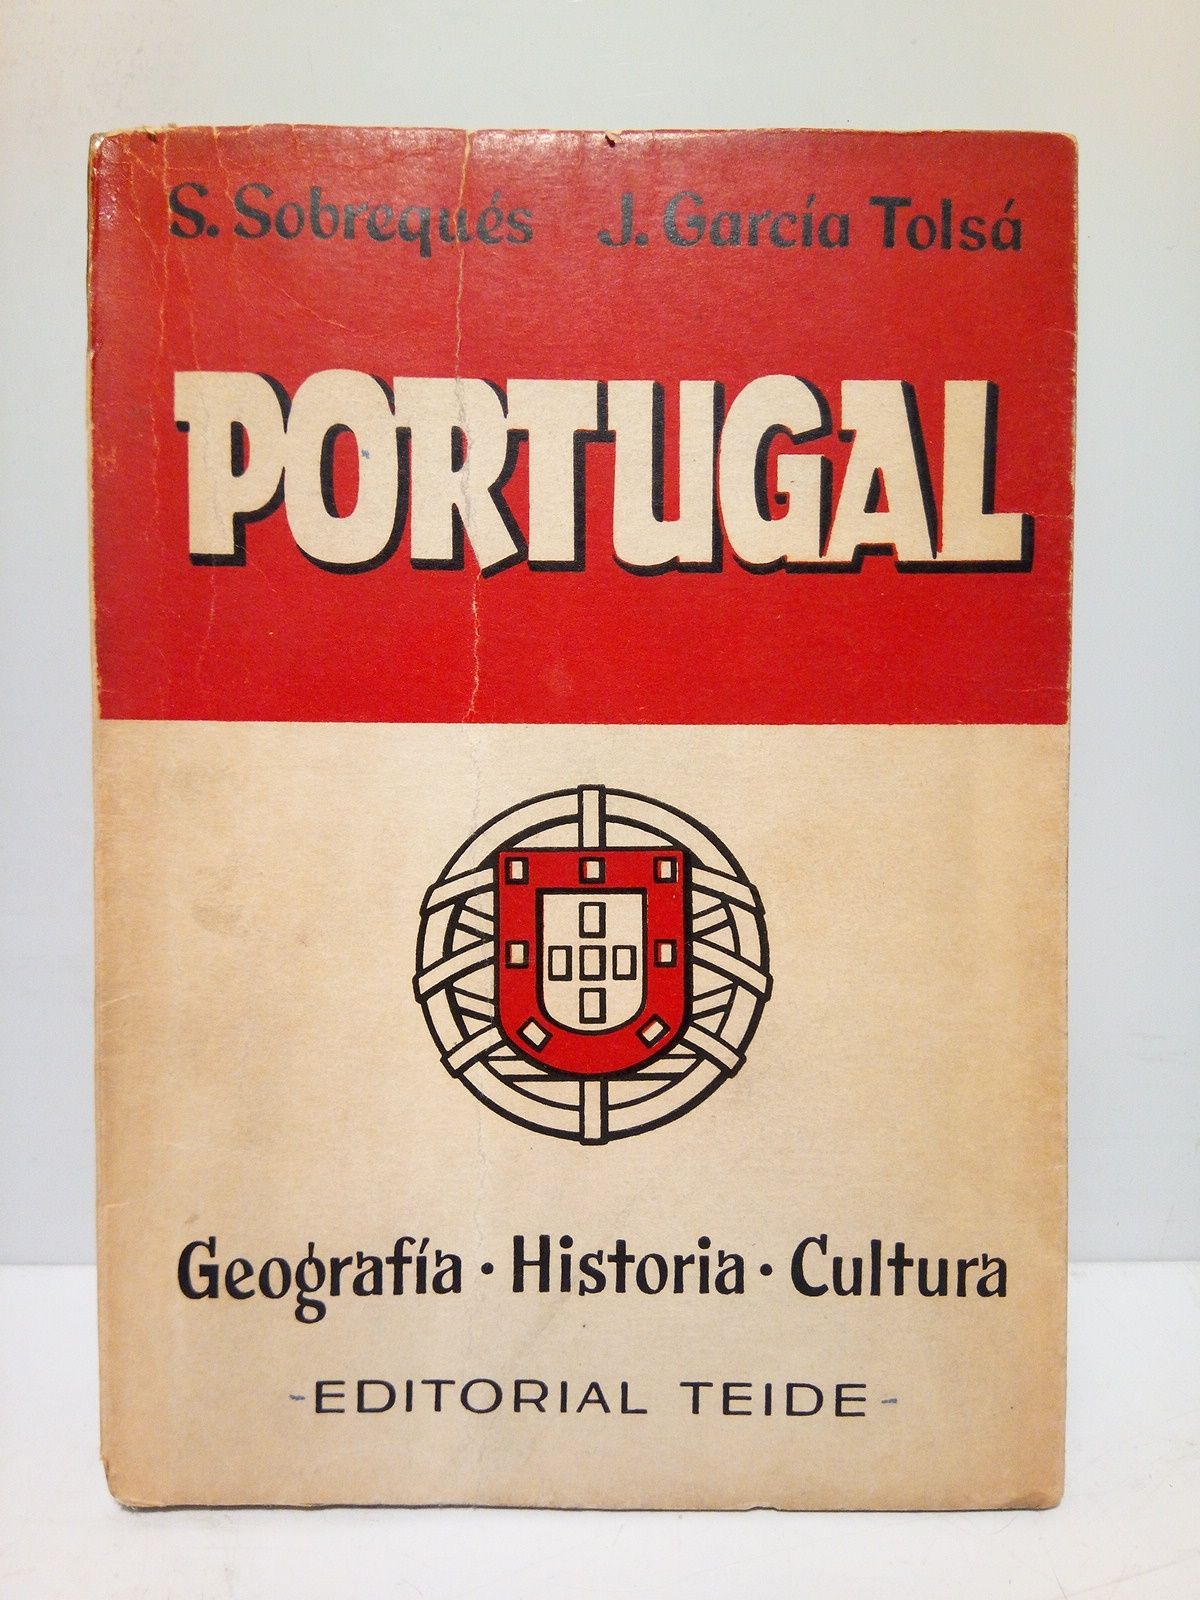 S. Sobrequés J. García Tolsá
PORTUGAL
Geografía · Historia · Cultura
-EDITORIAL TEIDE-